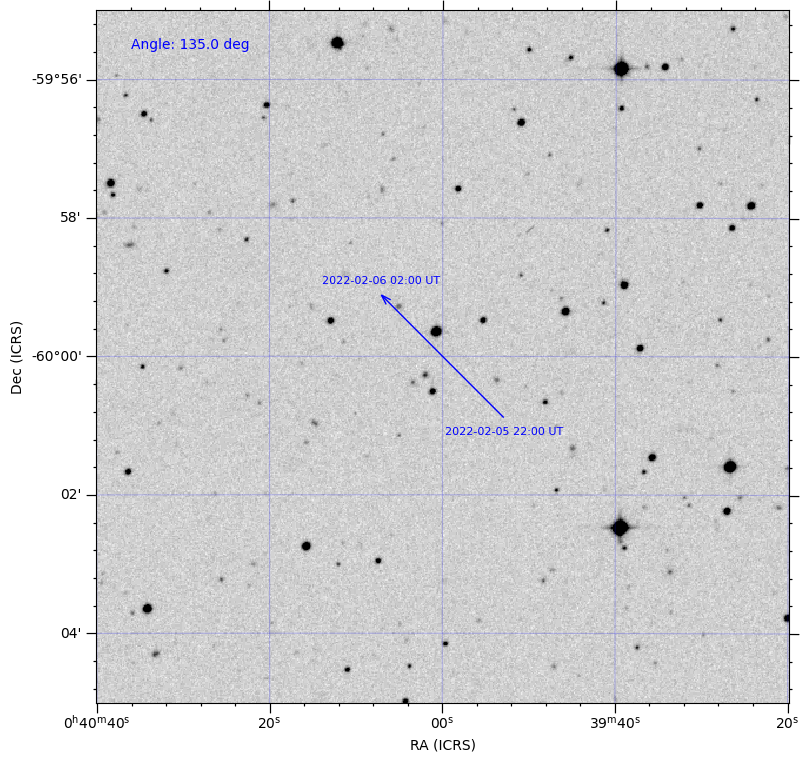 Angle: 135.0 deg
-59°56'
58'
2022-02-06 02:00 UT
-60°00'
2022-02-05 22:00 UT
02'
04'
0ʰ40ᵐ40ˢ 20ˢ 00ˢ 39ᵐ40ˢ 20ˢ
RA (ICRS)
Dec (ICRS)